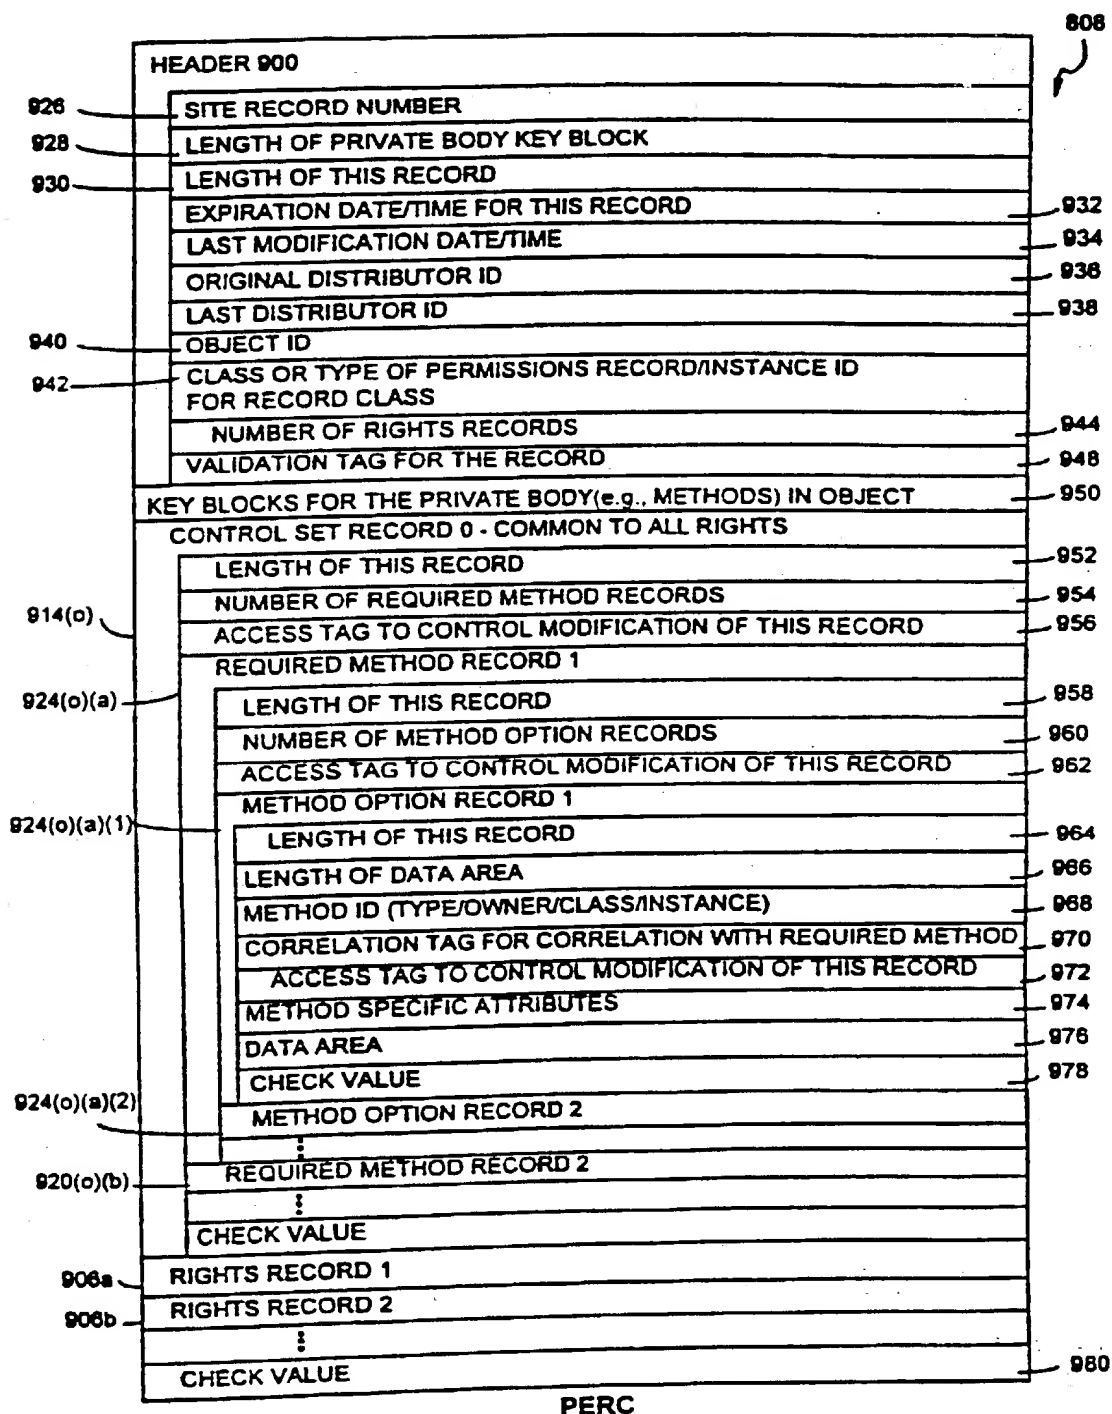 808
HEADER 900
926 SITE RECORD NUMBER
928 LENGTH OF PRIVATE BODY KEY BLOCK
930 LENGTH OF THIS RECORD
EXPIRATION DATE/TIME FOR THIS RECORD 932
LAST MODIFICATION DATE/TIME 934
ORIGINAL DISTRIBUTOR ID 936
LAST DISTRIBUTOR ID 938
940 OBJECT ID
942 CLASS OR TYPE OF PERMISSIONS RECORD/INSTANCE ID
FOR RECORD CLASS
NUMBER OF RIGHTS RECORDS 944
VALIDATION TAG FOR THE RECORD 948
KEY BLOCKS FOR THE PRIVATE BODY(e.g., METHODS) IN OBJECT 950
CONTROL SET RECORD 0 - COMMON TO ALL RIGHTS
LENGTH OF THIS RECORD 952
NUMBER OF REQUIRED METHOD RECORDS 954
914(o) ACCESS TAG TO CONTROL MODIFICATION OF THIS RECORD 956
REQUIRED METHOD RECORD 1
924(o)(a) LENGTH OF THIS RECORD 958
NUMBER OF METHOD OPTION RECORDS 960
ACCESS TAG TO CONTROL MODIFICATION OF THIS RECORD 962
METHOD OPTION RECORD 1
924(o)(a)(1) LENGTH OF THIS RECORD 964
LENGTH OF DATA AREA 966
METHOD ID (TYPE/OWNER/CLASS/INSTANCE) 968
CORRELATION TAG FOR CORRELATION WITH REQUIRED METHOD 970
ACCESS TAG TO CONTROL MODIFICATION OF THIS RECORD 972
METHOD SPECIFIC ATTRIBUTES 974
DATA AREA 976
CHECK VALUE 978
924(o)(a)(2) METHOD OPTION RECORD 2
920(o)(b) REQUIRED METHOD RECORD 2
CHECK VALUE
906a RIGHTS RECORD 1
906b RIGHTS RECORD 2
CHECK VALUE 980
PERC